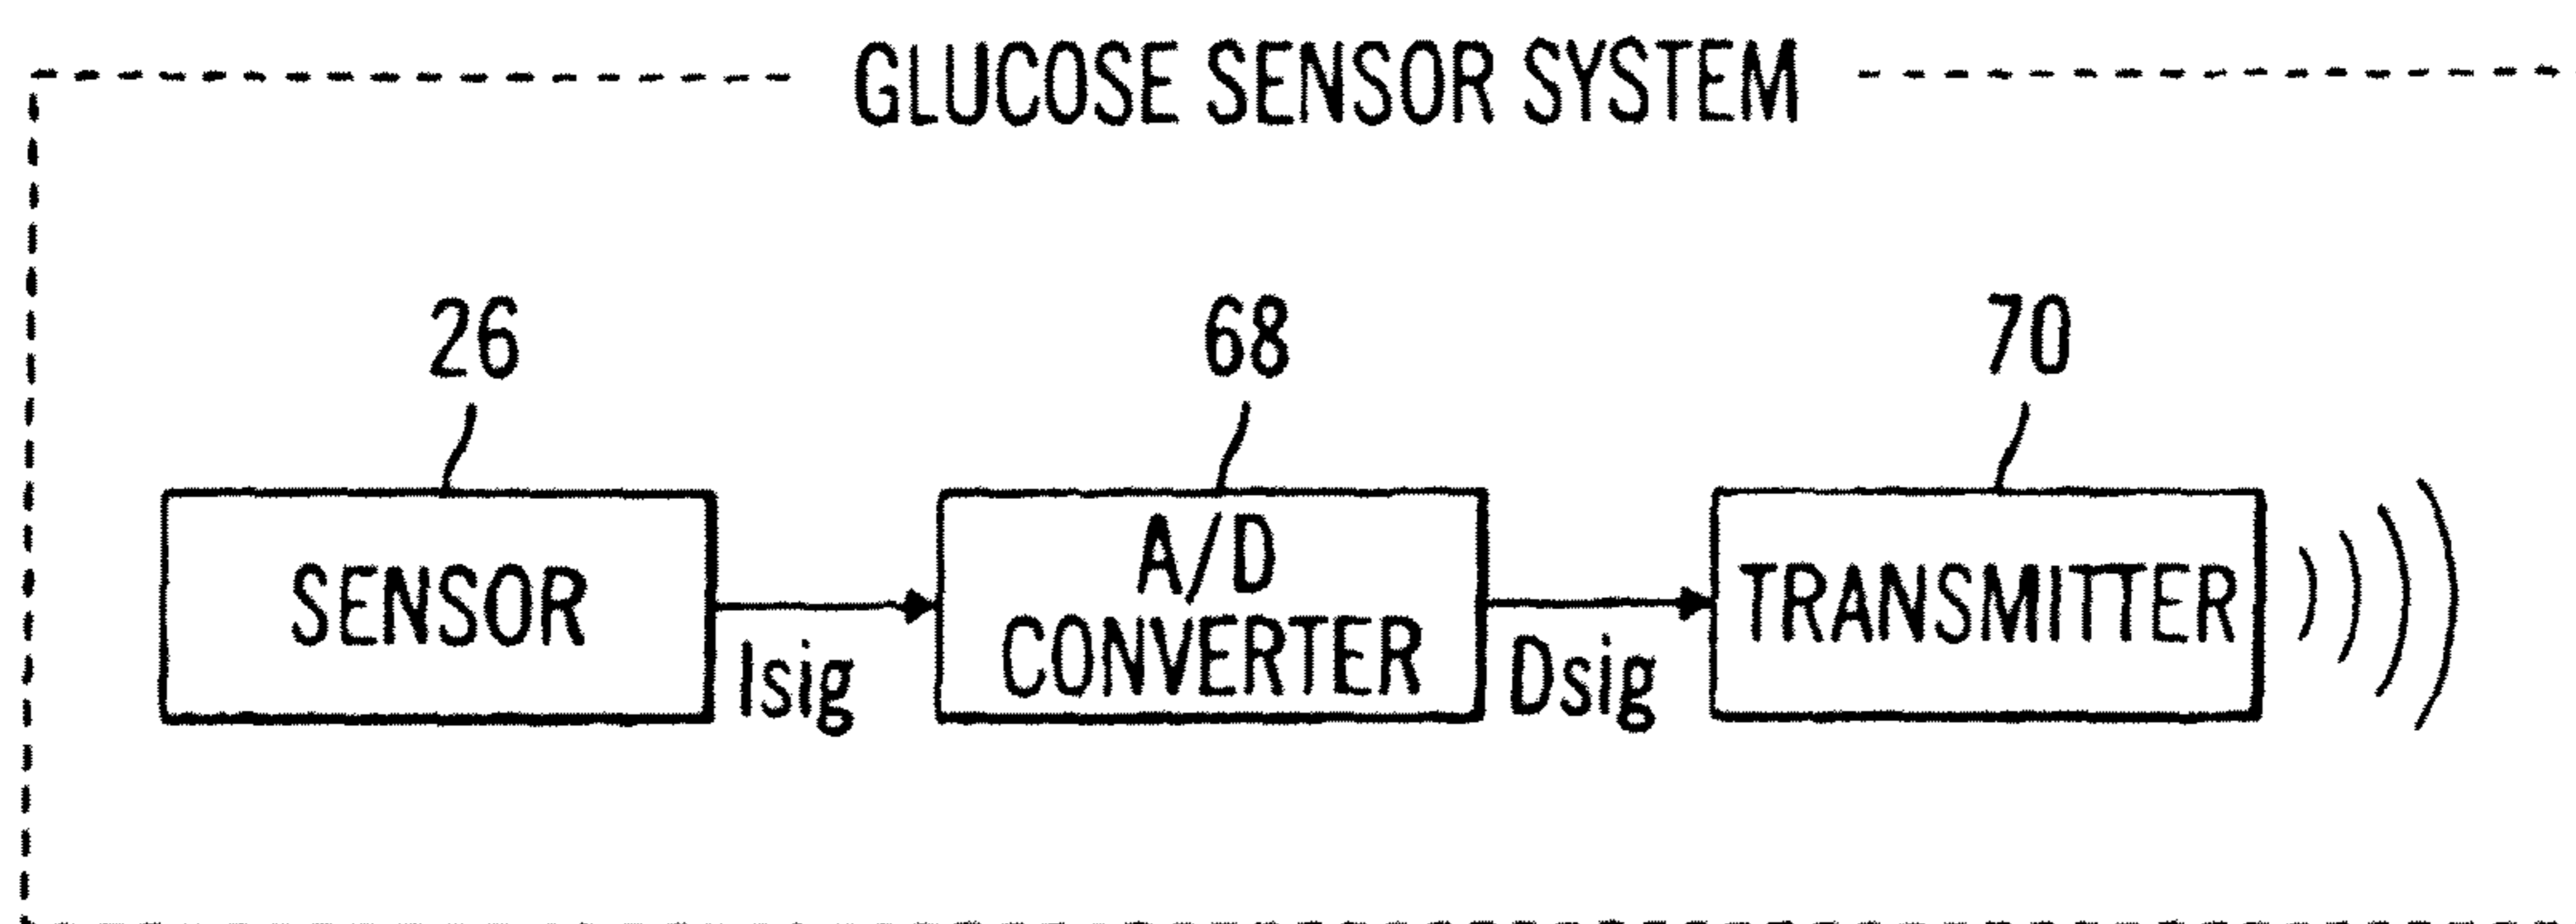 GLUCOSE SENSOR SYSTEM
26
68
70
SENSOR
Isig
A/D
CONVERTER
Dsig
TRANSMITTER